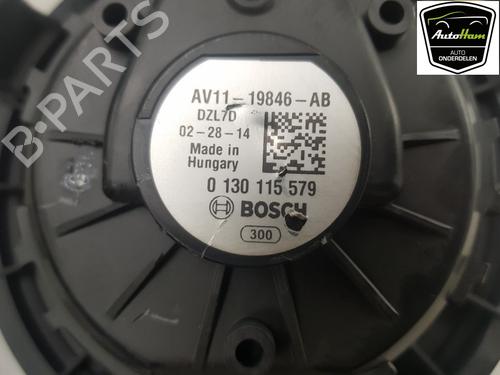 AutoHam
AUTO
ONDERDELEN
B-PARTS
AV11-19846-AB
DZL7D
02-28-14
Made in
Hungary
0 130 115 579
BOSCH
300